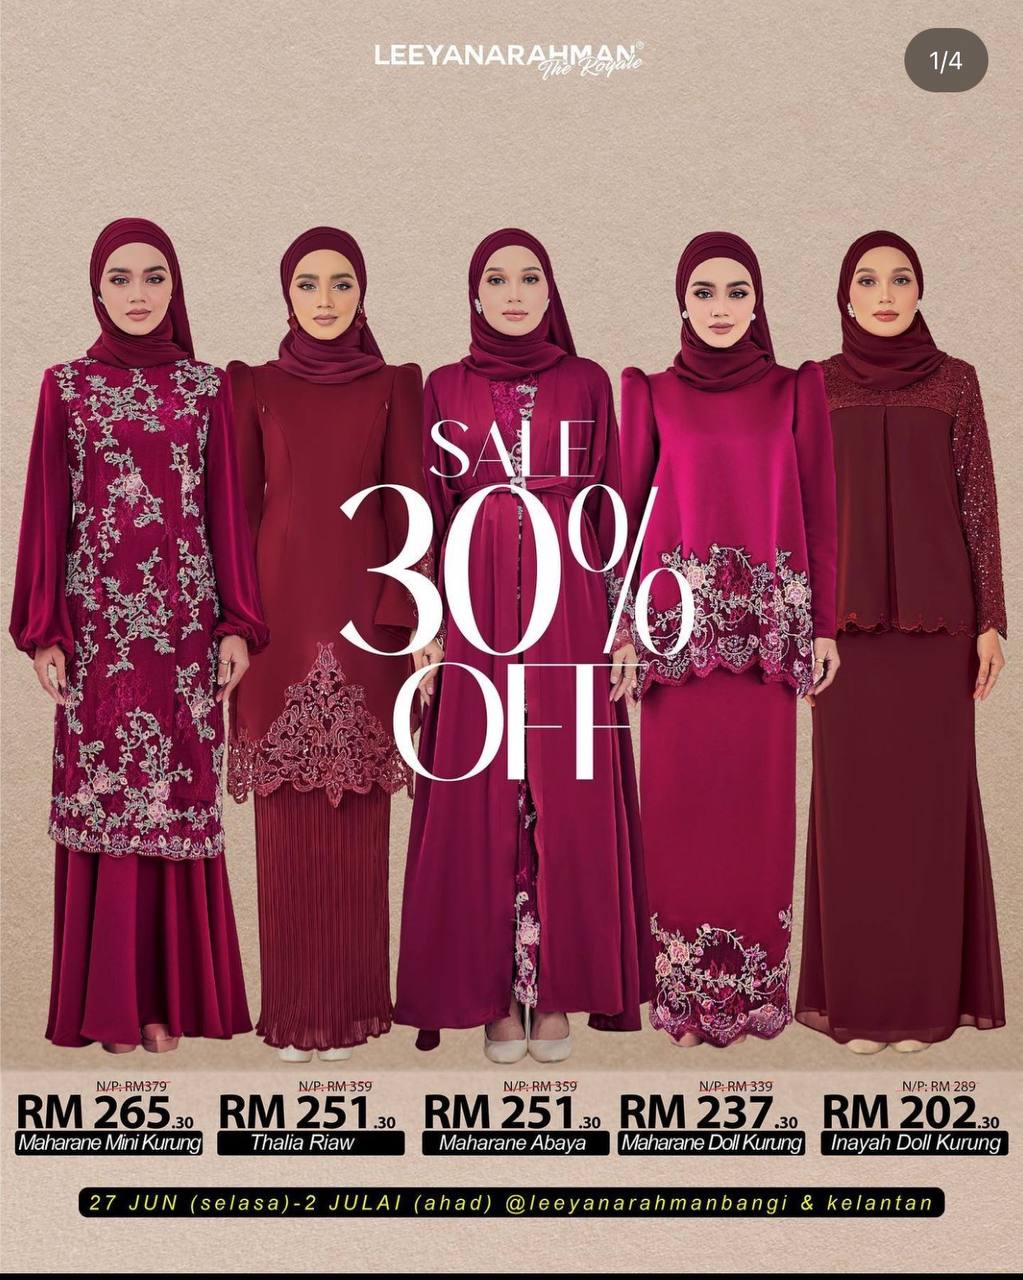 LEEYANARAHMAN®
The Royale
1/4
SALE
30%
OFF
N/P: RM379
RM 265.30
Maharane Mini Kurung
N/P: RM 359
RM 251.30
Thalia Riaw
N/P: RM 359
RM 251.30
Maharane Abaya
N/P: RM 339
RM 237.30
Maharane Doll Kurung
N/P: RM 289
RM 202.30
Inayah Doll Kurung
27 JUN (selasa)-2 JULAI (ahad) @leeyanarahmanbangi & kelantan